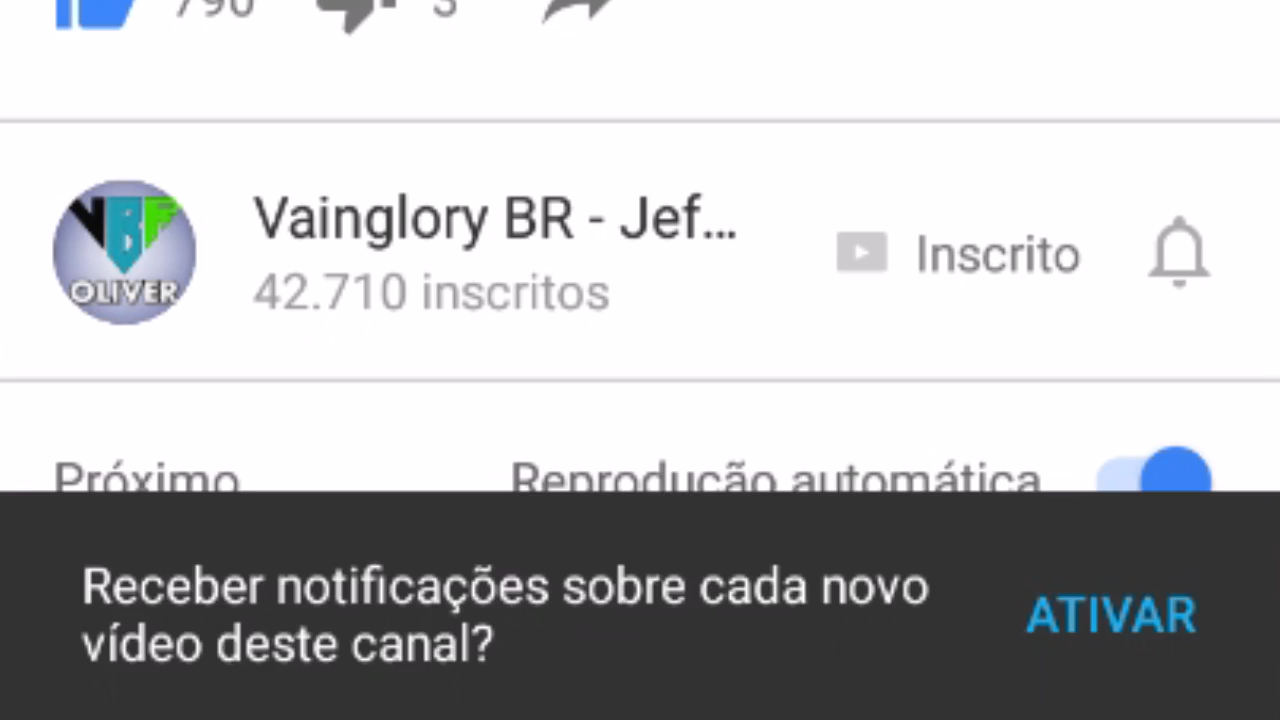 790 3
Vainglory BR - Jef...
42.710 inscritos
Inscrito
VBF
OLIVER
Próximo
Reprodução automática
Receber notificações sobre cada novo
vídeo deste canal?
ATIVAR